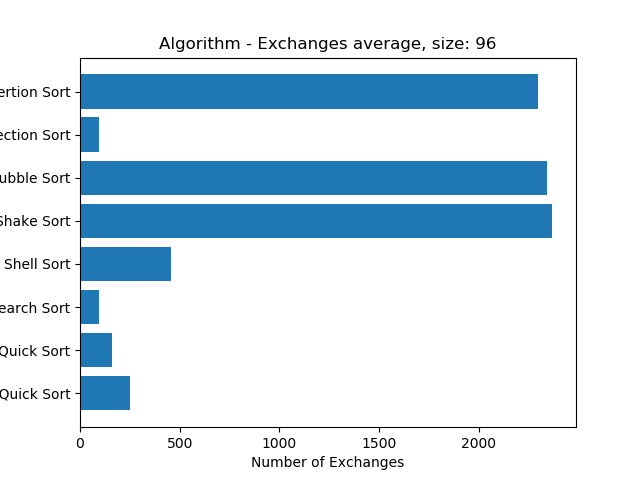 Algorithm - Exchanges average, size: 96
ertion Sort
ection Sort
ubble Sort
Shake Sort
Shell Sort
earch Sort
Quick Sort
Quick Sort
0 500 1000 1500 2000
Number of Exchanges